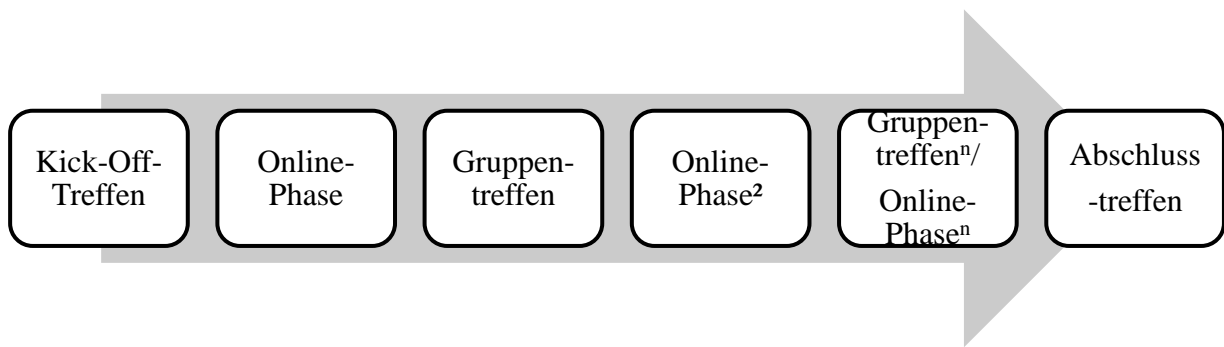 Kick-Off-
Treffen
Online-
Phase
Gruppen-
treffen
Online-
Phase²
Gruppen-
treffenⁿ/
Online-
Phaseⁿ
Abschluss
-treffen